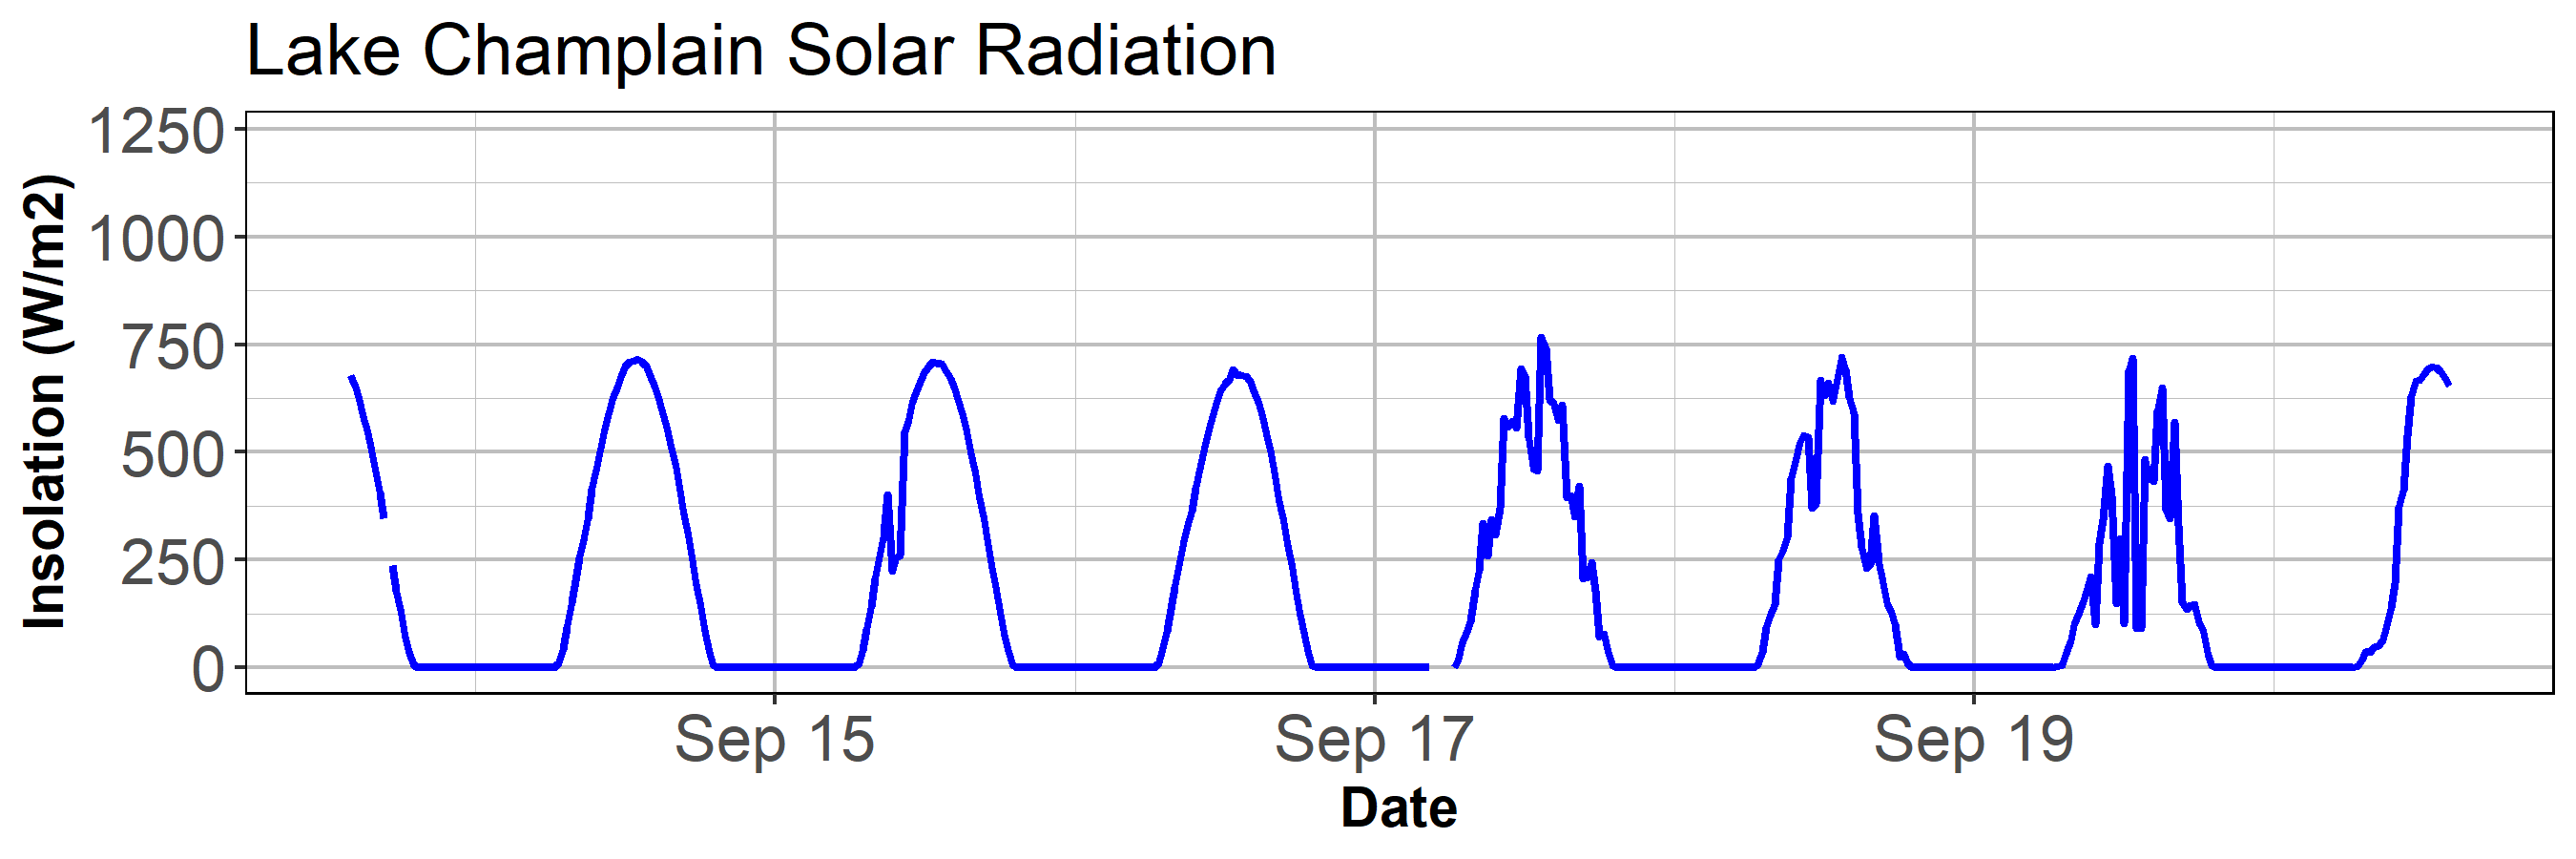 Lake Champlain Solar Radiation
Insolation (W/m2)
1250
1000
750
500
250
0
Sep 15 Sep 17 Sep 19
Date